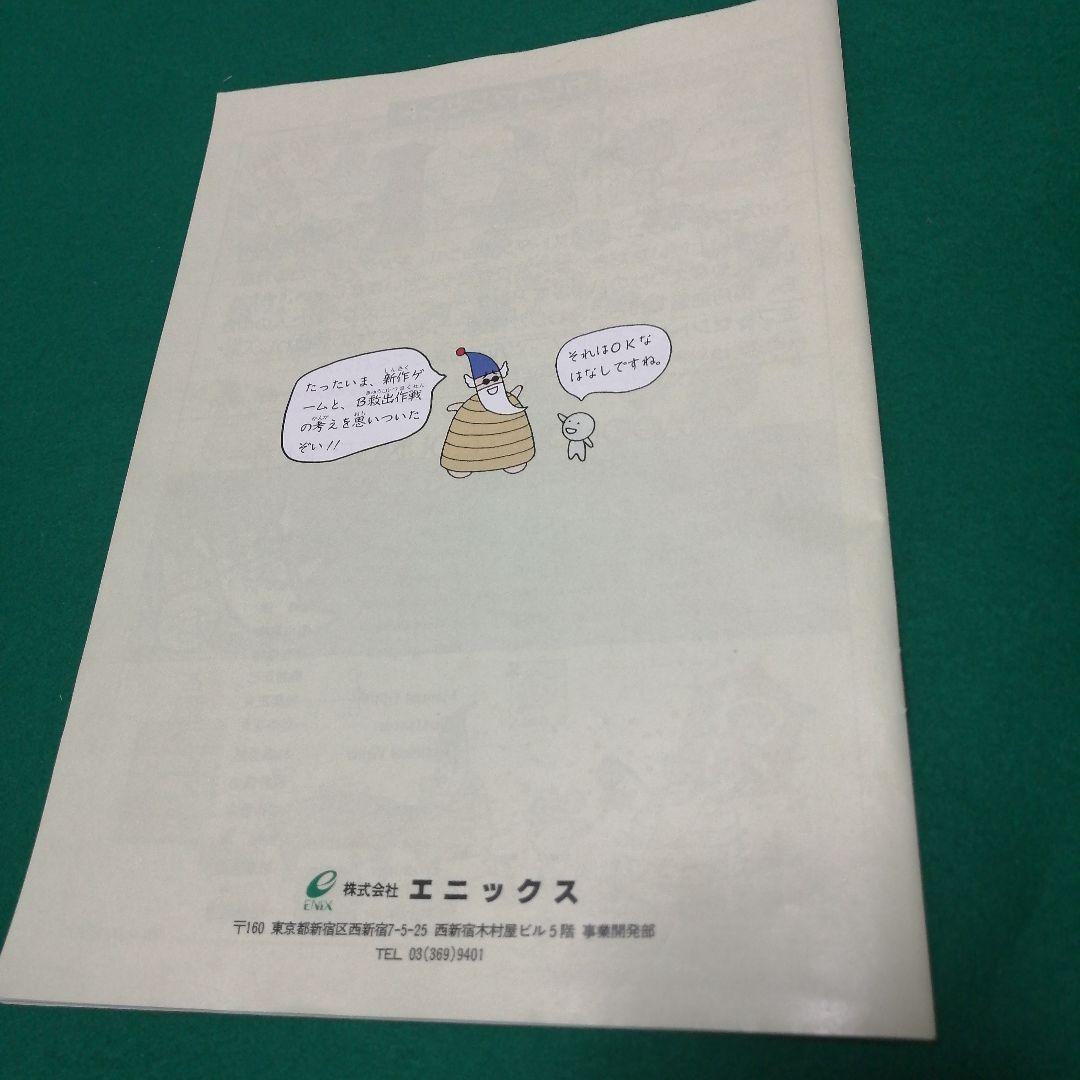 たったいま、新作ゲ
ームと、B救出作戦
の考えを思いついた
ぞい!!
それはOKな
はなしですね。
ENIX
株式会社 エニックス
〒160 東京都新宿区西新宿7-5-25 西新宿木村屋ビル5階 事業開発部
TEL 03(369)9401